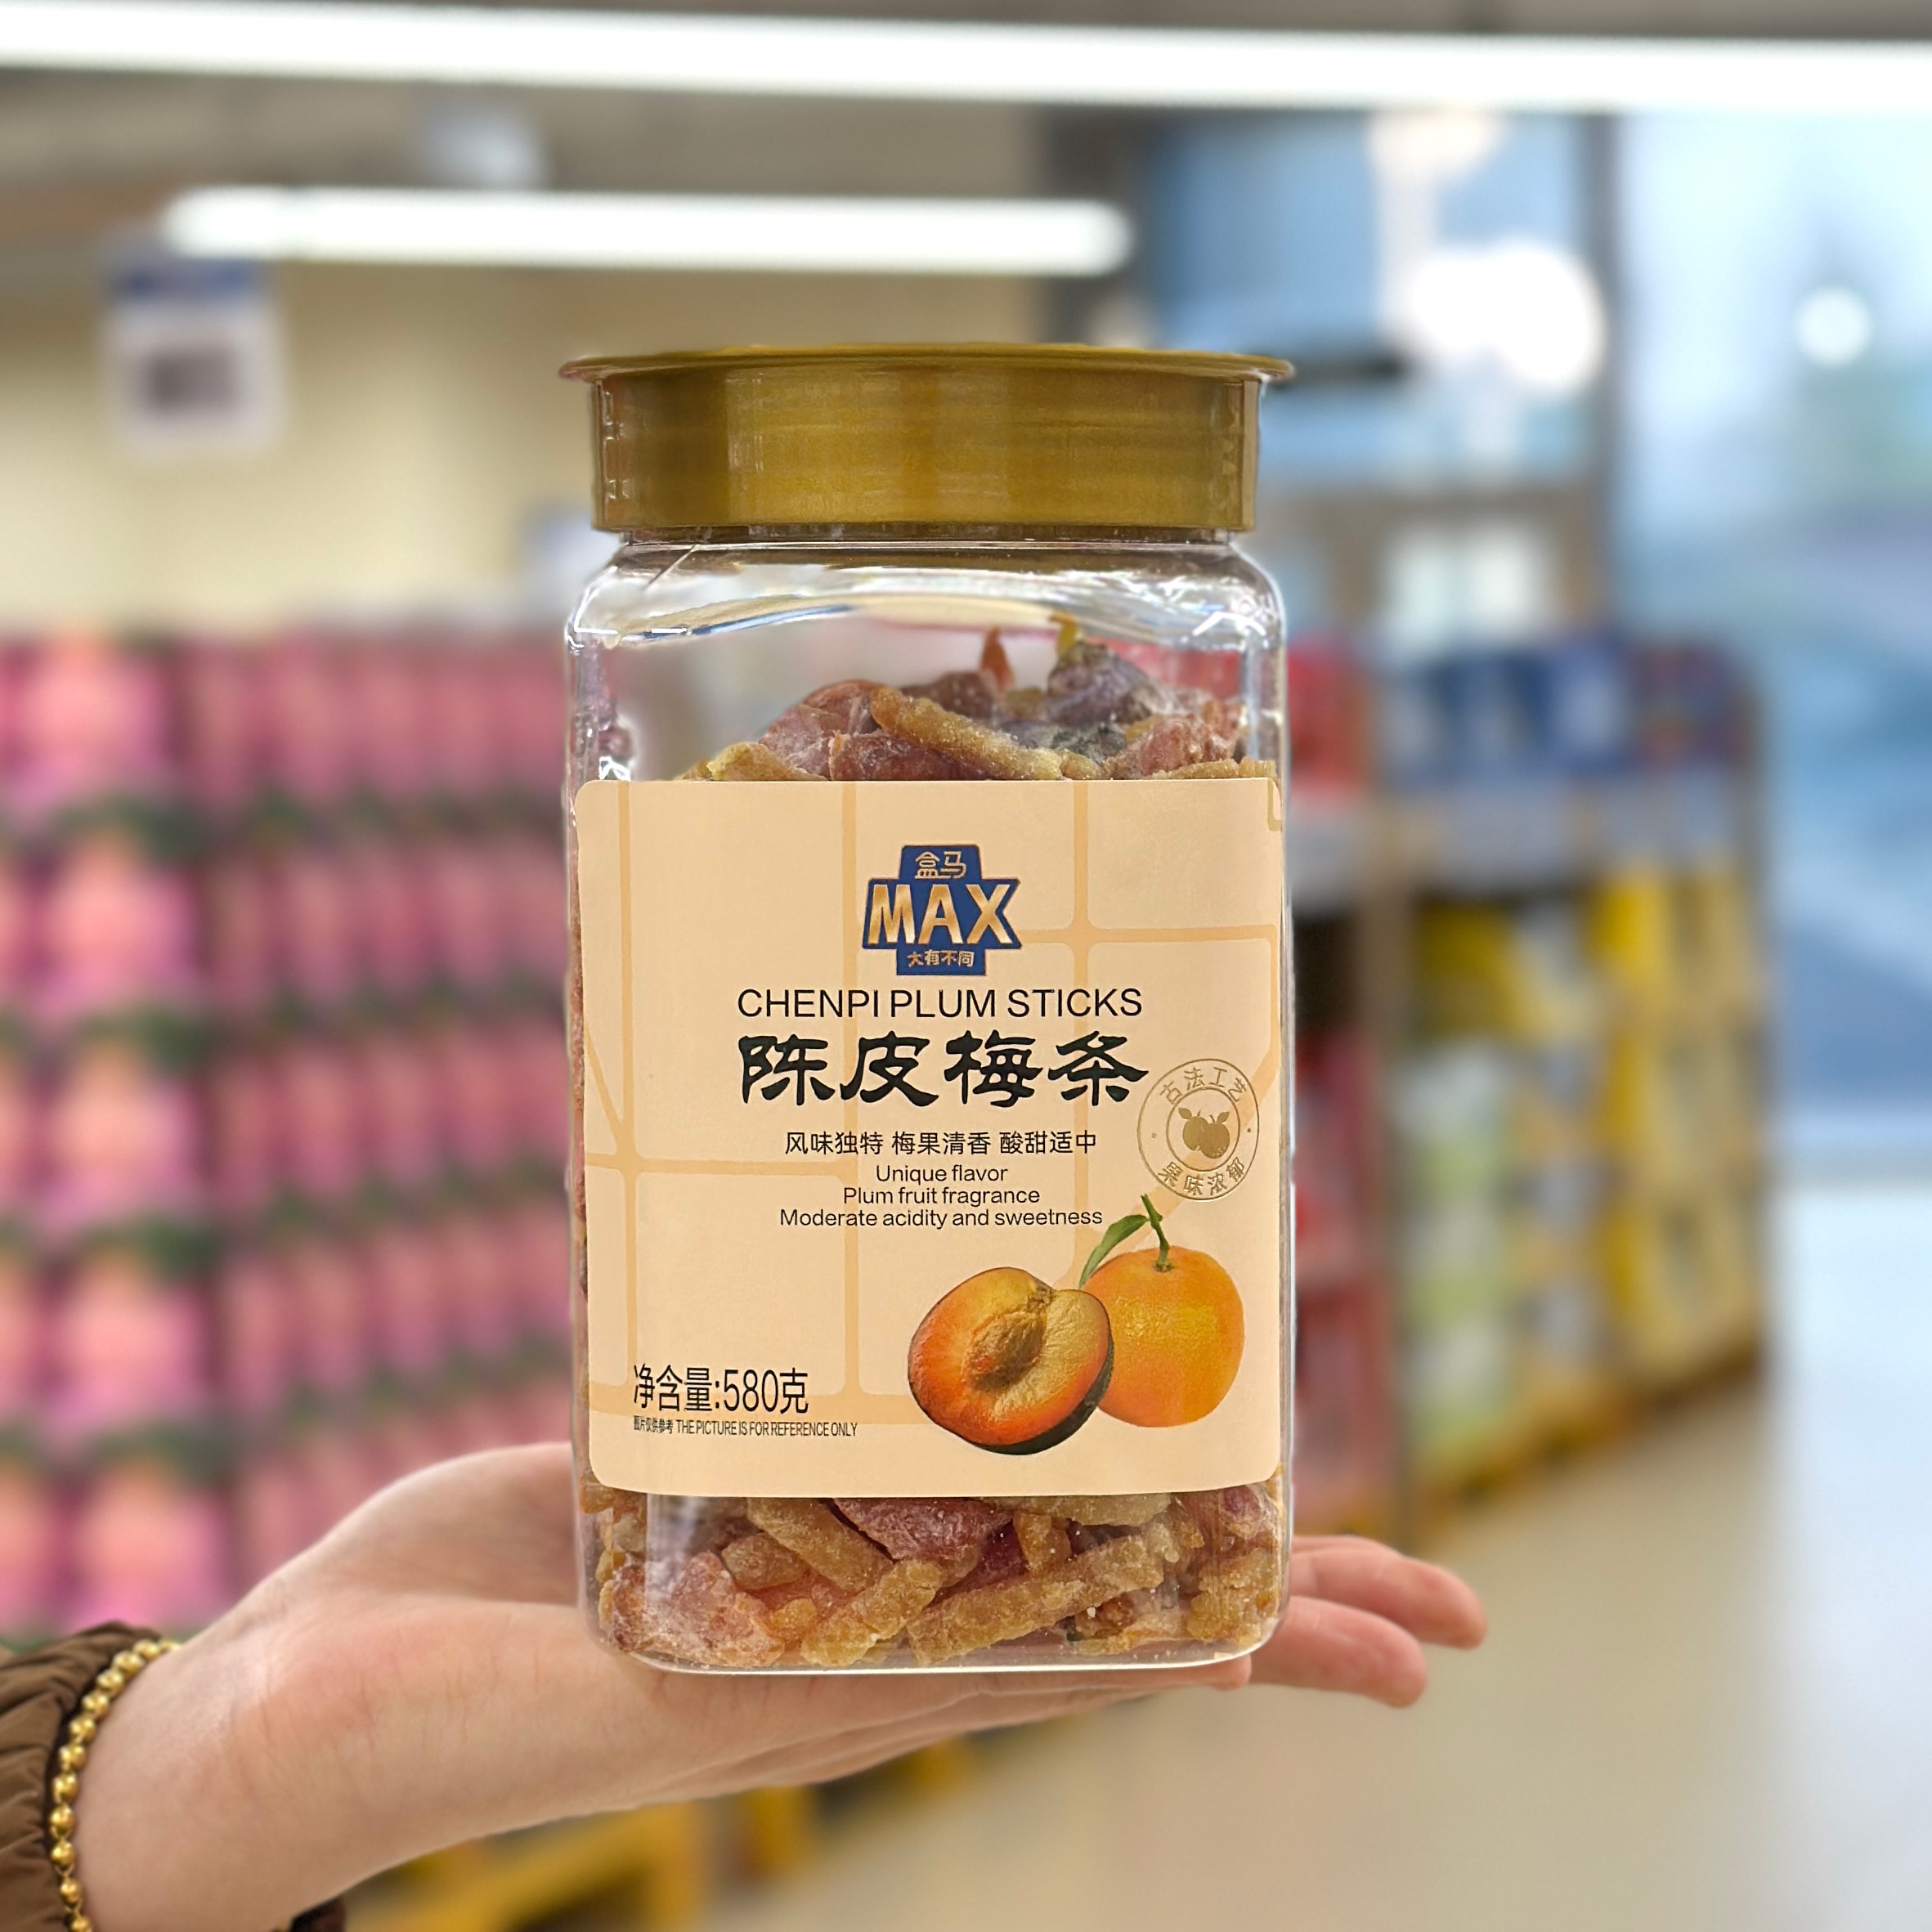 盒马
MAX
大有不同
CHENPI PLUM STICKS
陈皮梅条
古法工艺
果味浓郁
风味独特 梅果清香 酸甜适中
Unique flavor
Plum fruit fragrance
Moderate acidity and sweetness
净含量:580克
图片仅供参考 THE PICTURE IS FOR REFERENCE ONLY